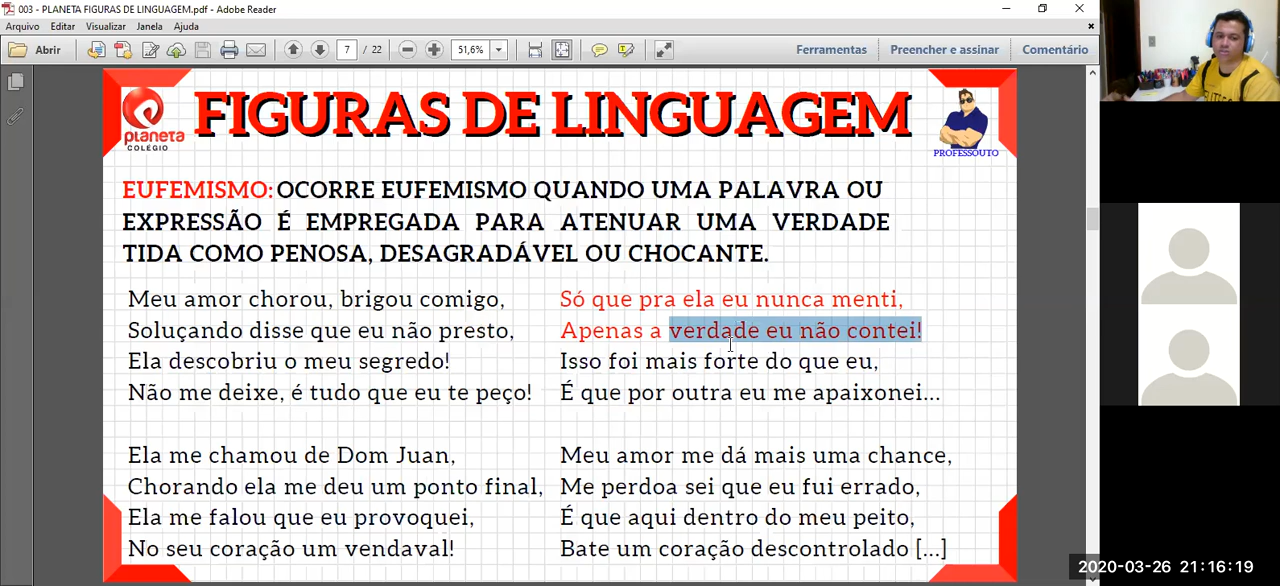 003 - PLANETA FIGURAS DE LINGUAGEM.pdf - Adobe Reader
Arquivo Editar Visualizar Janela Ajuda
Abrir 7 / 22 51,6% Ferramentas Preencher e assinar Comentário
FIGURAS DE LINGUAGEM
planeta
COLÉGIO
PROFESSOUTO
EUFEMISMO: OCORRE EUFEMISMO QUANDO UMA PALAVRA OU
EXPRESSÃO É EMPREGADA PARA ATENUAR UMA VERDADE
TIDA COMO PENOSA, DESAGRADÁVEL OU CHOCANTE.
Meu amor chorou, brigou comigo,
Soluçando disse que eu não presto,
Ela descobriu o meu segredo!
Não me deixe, é tudo que eu te peço!
Ela me chamou de Dom Juan,
Chorando ela me deu um ponto final,
Ela me falou que eu provoquei,
No seu coração um vendaval!
Só que pra ela eu nunca menti,
Apenas a verdade eu não contei!
Isso foi mais forte do que eu,
É que por outra eu me apaixonei...
Meu amor me dá mais uma chance,
Me perdoa sei que eu fui errado,
É que aqui dentro do meu peito,
Bate um coração descontrolado [...]
2020-03-26 21:16:19